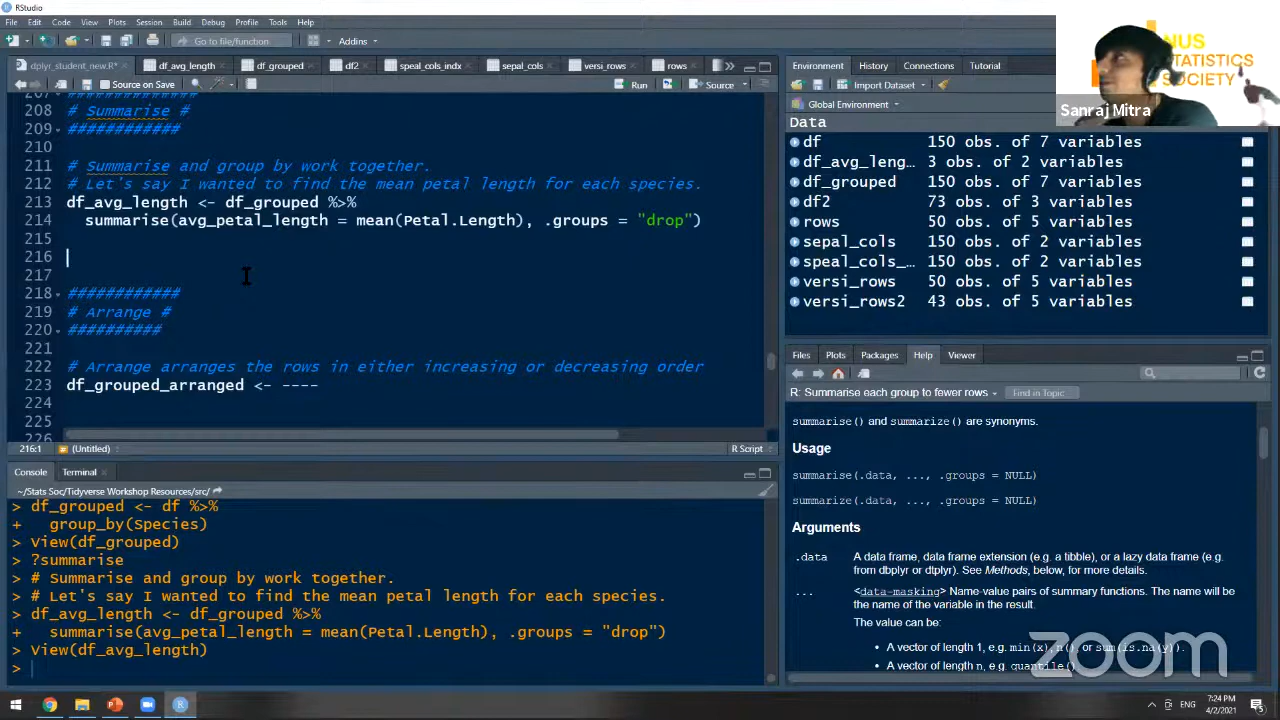 RStudio
File Edit Code View Plots Session Build Debug Profile Tools Help
Go to file/function Addins
dplyr_student_new.R* df_avg_length df_grouped df2 speal_cols_indx speal_cols versi_rows rows
Source on Save Run Source
207 ##############
208 # Summarise #
209 ############
210
211 # Summarise and group by work together.
212 # Let's say I wanted to find the mean petal length for each species.
213 df_avg_length <- df_grouped %>%
214 summarise(avg_petal_length = mean(Petal.Length), .groups = "drop")
215
216
217
218 ############
219 # Arrange #
220 ##########
221
222 # Arrange arranges the rows in either increasing or decreasing order
223 df_grouped_arranged <- ----
224
225
226
216:1 (Untitled) R Script
Console Terminal
~/Stats Soc/Tidyverse Workshop Resources/src/
> df_grouped <- df %>%
+ group_by(Species)
> View(df_grouped)
> ?summarise
> # Summarise and group by work together.
> # Let's say I wanted to find the mean petal length for each species.
> df_avg_length <- df_grouped %>%
+ summarise(avg_petal_length = mean(Petal.Length), .groups = "drop")
> View(df_avg_length)
>
Environment History Connections Tutorial
Import Dataset
Global Environment
Data
df 150 obs. of 7 variables
df_avg_leng… 3 obs. of 2 variables
df_grouped 150 obs. of 7 variables
df2 73 obs. of 3 variables
rows 50 obs. of 5 variables
sepal_cols 150 obs. of 2 variables
speal_cols_… 150 obs. of 2 variables
versi_rows 50 obs. of 5 variables
versi_rows2 43 obs. of 5 variables
Files Plots Packages Help Viewer
R: Summarise each group to fewer rows Find in Topic
summarise() and summarize() are synonyms.
Usage
summarise(.data, ..., .groups = NULL)
summarize(.data, ..., .groups = NULL)
Arguments
.data A data frame, data frame extension (e.g. a tibble), or a lazy data frame (e.g.
from dbplyr or dtplyr). See Methods, below, for more details.
... <data-masking> Name-value pairs of summary functions. The name will be
the name of the variable in the result.
The value can be:
• A vector of length 1, e.g. min(x), n(), or sum(is.na(y)).
• A vector of length n, e.g. quantile()
NUS
STATISTICS
SOCIETY
Sanraj Mitra
zoom
ENG
7:24 PM
4/2/2021
5